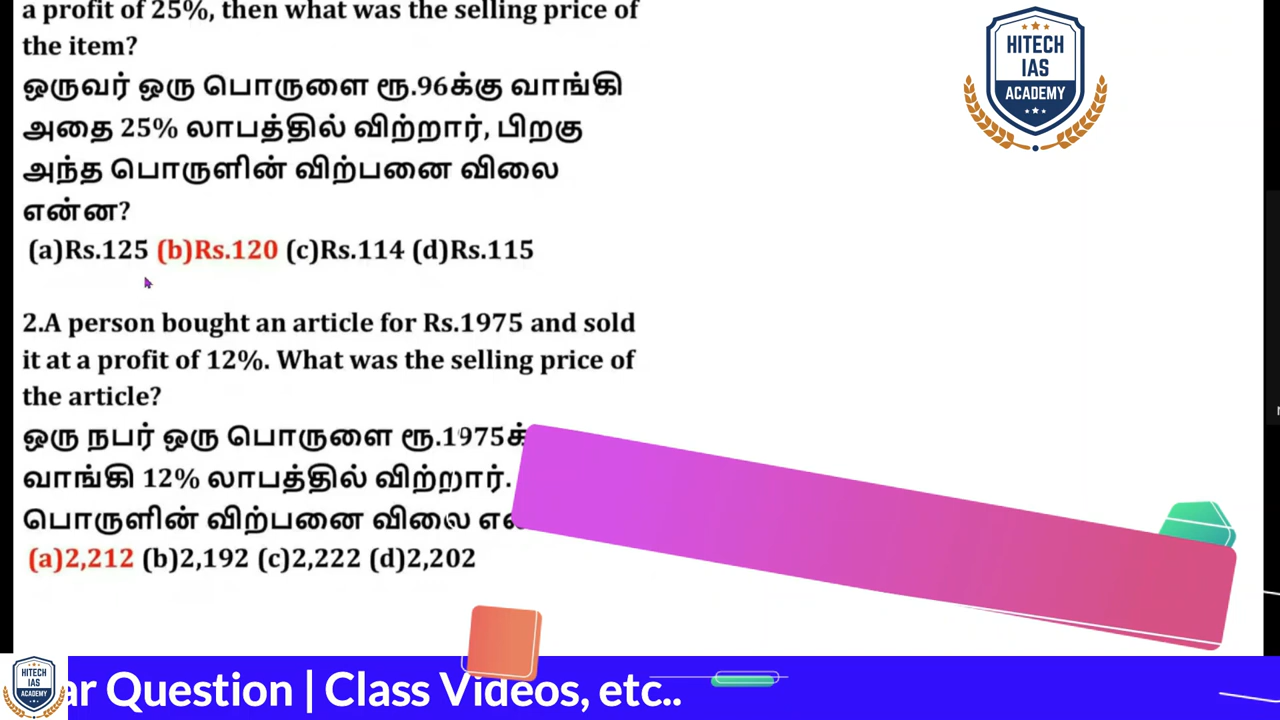 a profit of 25%, then what was the selling price of
the item?
ஒருவர் ஒரு பொருளை ரூ.96க்கு வாங்கி
அதை 25% லாபத்தில் விற்றார், பிறகு
அந்த பொருளின் விற்பனை விலை
என்ன?
(a)Rs.125 (b)Rs.120 (c)Rs.114 (d)Rs.115
2.A person bought an article for Rs.1975 and sold
it at a profit of 12%. What was the selling price of
the article?
ஒரு நபர் ஒரு பொருளை ரூ.1975க்
வாங்கி 12% லாபத்தில் விற்றார்.
பொருளின் விற்பனை விலை
(a)2,212 (b)2,192 (c)2,222 (d)2,202
HITECH
IAS
ACADEMY
HITECH
IAS
ACADEMY
ar Question | Class Videos, etc..